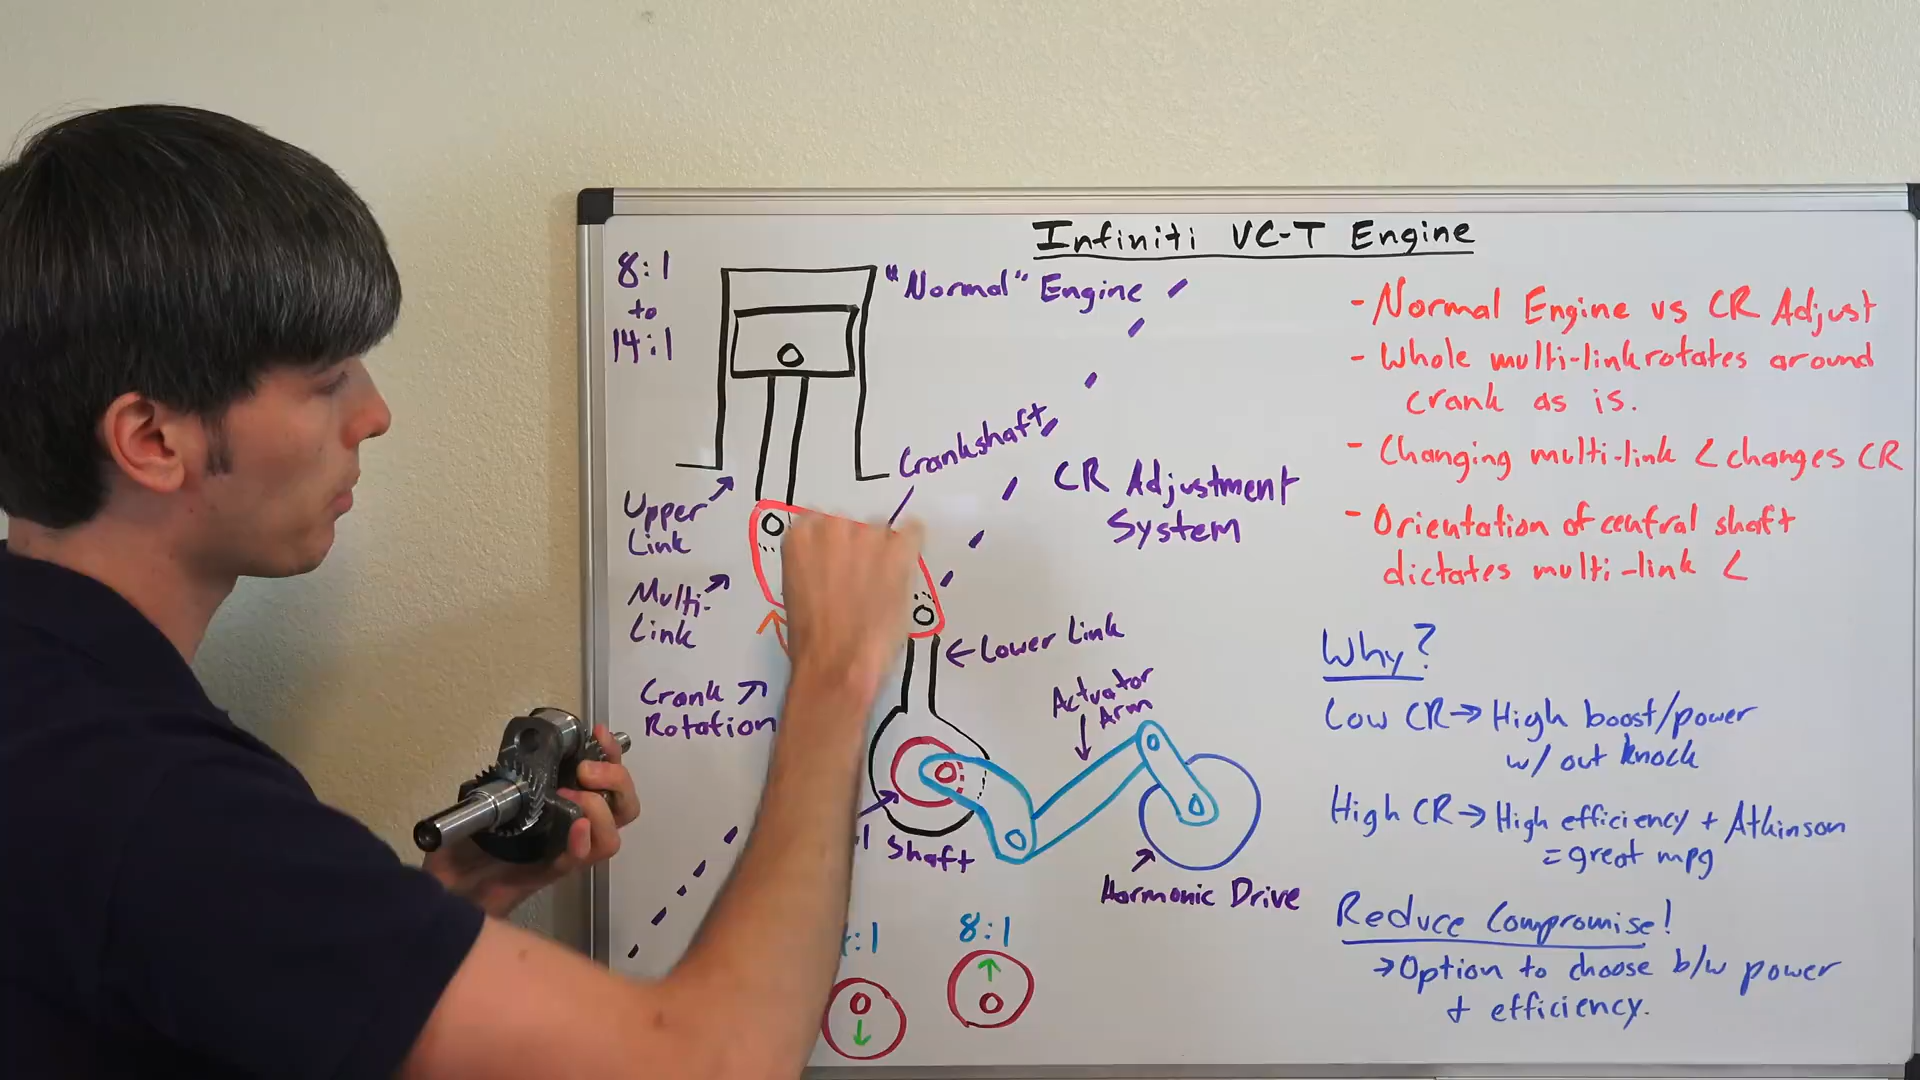 Infiniti VC-T Engine
8:1
to
14:1
"Normal" Engine
Crankshaft
CR Adjustment
System
Upper
Link
Multi-
Link
Crank
Rotation
Lower Link
Actuator
Arm
Shaft
Harmonic Drive
:1
8:1
- Normal Engine vs CR Adjust
- Whole multi-link rotates around
crank as is.
- Changing multi-link < changes CR
- Orientation of central shaft
dictates multi-link <
Why?
Low CR → High boost/power
w/out knock
High CR → High efficiency + Atkinson
= great mpg
Reduce Compromise!
→ Option to choose b/w power
+ efficiency.